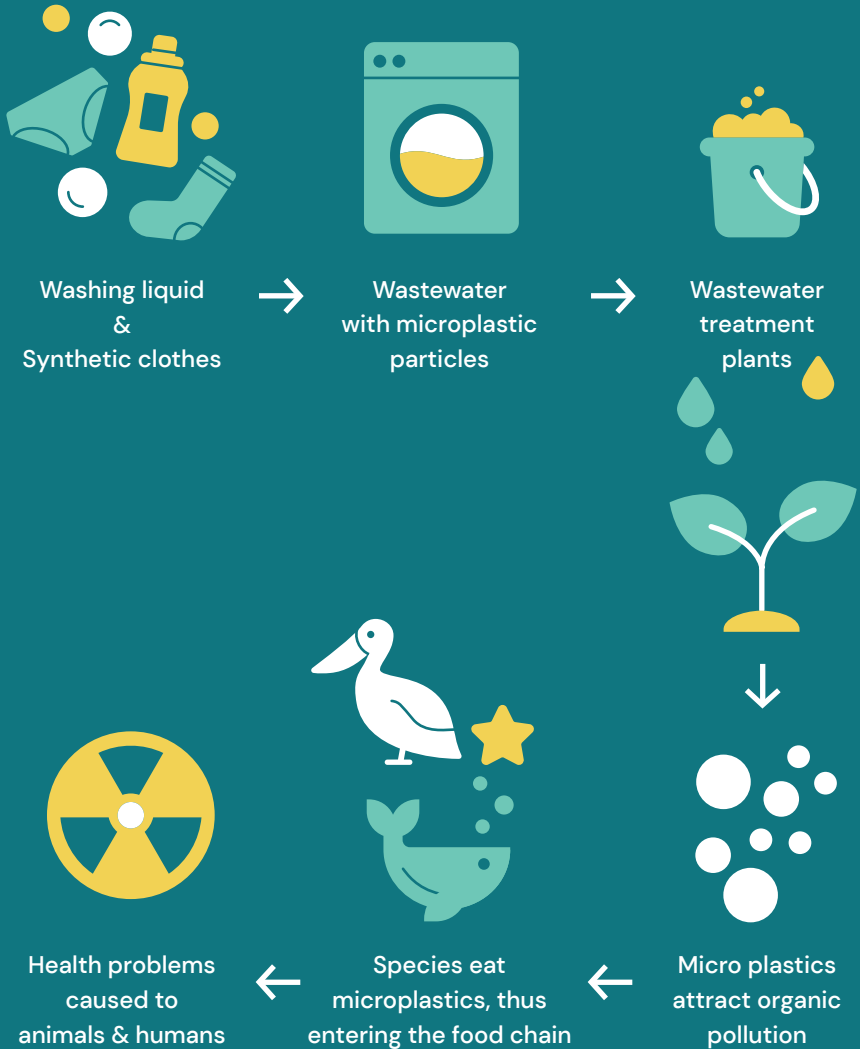 Washing liquid
&
Synthetic clothes
Wastewater
with microplastic
particles
Wastewater
treatment
plants
Micro plastics
attract organic
pollution
Species eat
microplastics, thus
entering the food chain
Health problems
caused to
animals & humans